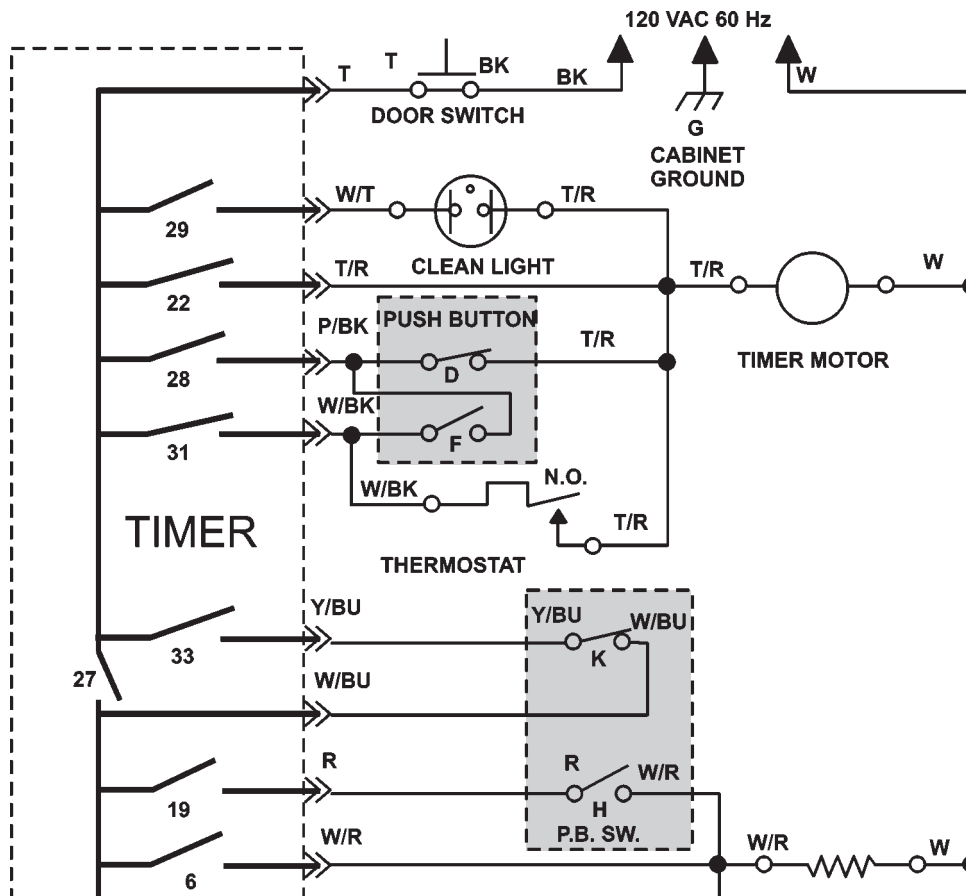 120 VAC 60 Hz
T
T
BK
BK
W
DOOR SWITCH
G
CABINET
GROUND
W/T
T/R
29
CLEAN LIGHT
T/R
T/R
W
22
P/BK
PUSH BUTTON
T/R
D
TIMER MOTOR
28
W/BK
F
31
W/BK
N.O.
T/R
TIMER
THERMOSTAT
Y/BU
Y/BU
W/BU
K
33
27
W/BU
R
R
W/R
19
H
P.B. SW.
W/R
W/R
W
6